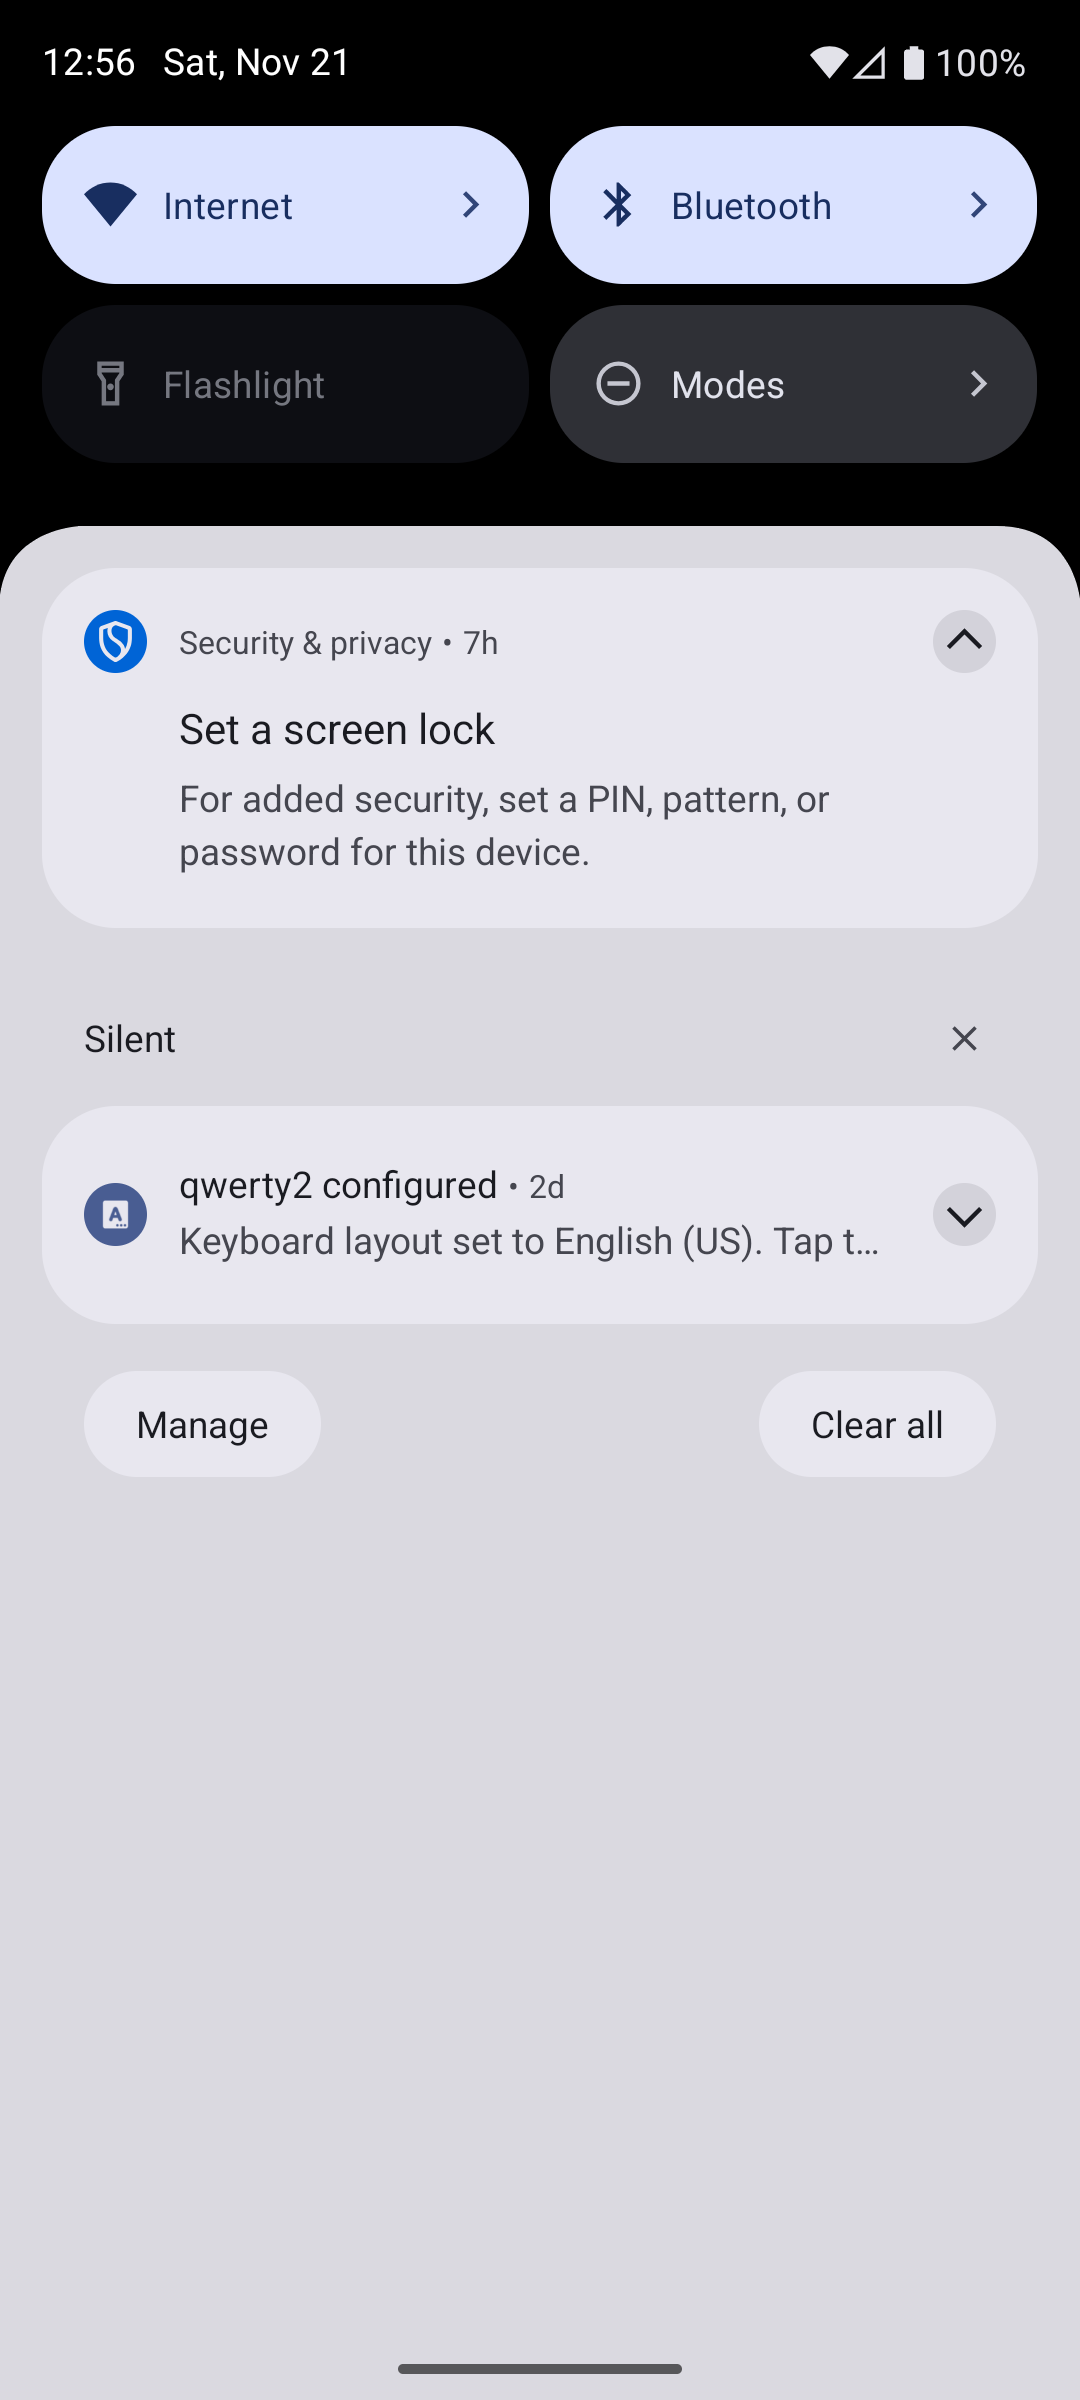 12:56 Sat, Nov 21 100%
Internet
Bluetooth
Flashlight
Modes
Security & privacy • 7h
Set a screen lock
For added security, set a PIN, pattern, or
password for this device.
Silent
qwerty2 configured • 2d
Keyboard layout set to English (US). Tap t…
Manage
Clear all